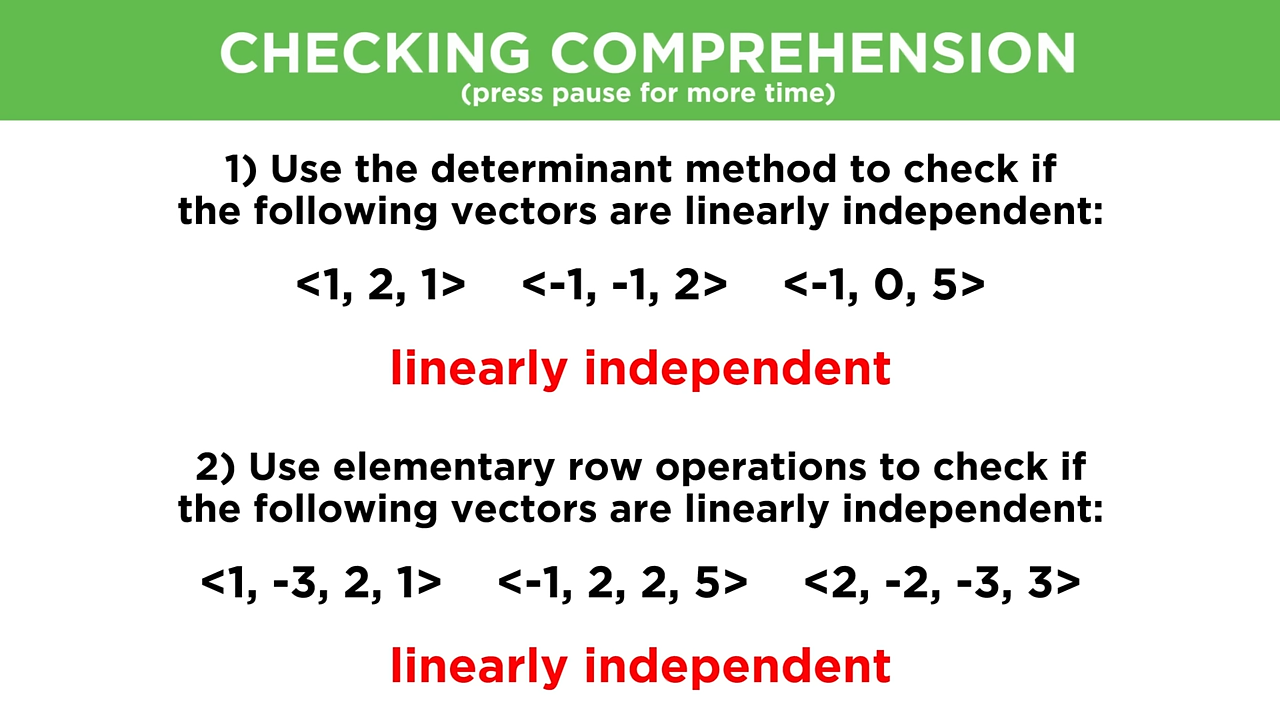 CHECKING COMPREHENSION
(press pause for more time)
1) Use the determinant method to check if
the following vectors are linearly independent:
<1, 2, 1> <-1, -1, 2> <-1, 0, 5>
linearly independent
2) Use elementary row operations to check if
the following vectors are linearly independent:
<1, -3, 2, 1> <-1, 2, 2, 5> <2, -2, -3, 3>
linearly independent